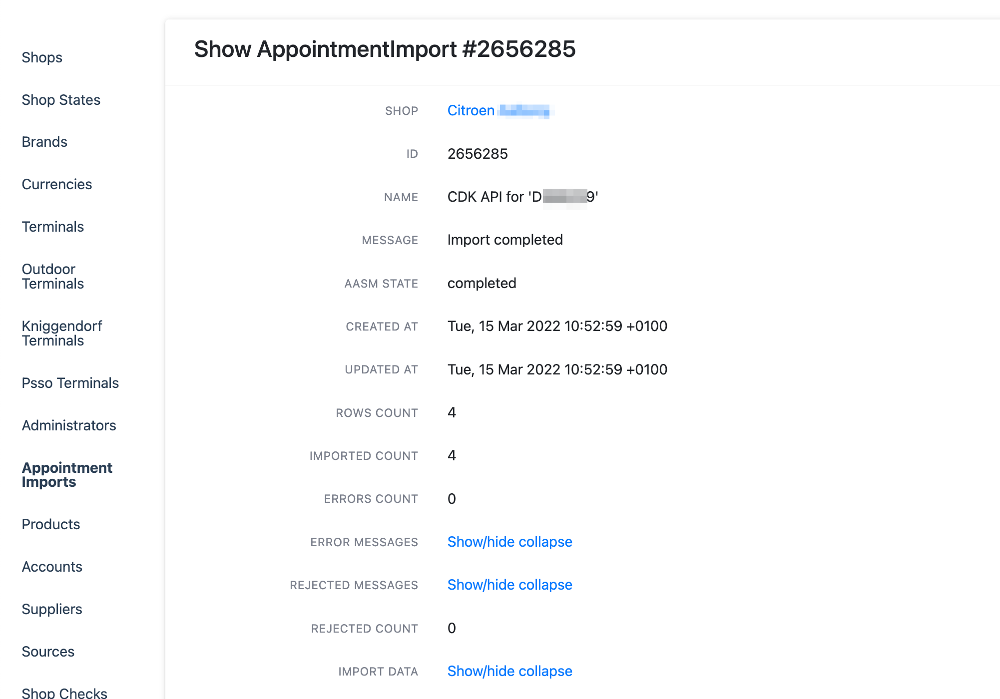 Shops
Shop States
Brands
Currencies
Terminals
Outdoor
Terminals
Kniggendorf
Terminals
Psso Terminals
Administrators
Appointment
Imports
Products
Accounts
Suppliers
Sources
Shop Checks
Show AppointmentImport #2656285
SHOP Citroen
ID 2656285
NAME CDK API for 'D 9'
MESSAGE Import completed
AASM STATE completed
CREATED AT Tue, 15 Mar 2022 10:52:59 +0100
UPDATED AT Tue, 15 Mar 2022 10:52:59 +0100
ROWS COUNT 4
IMPORTED COUNT 4
ERRORS COUNT 0
ERROR MESSAGES Show/hide collapse
REJECTED MESSAGES Show/hide collapse
REJECTED COUNT 0
IMPORT DATA Show/hide collapse